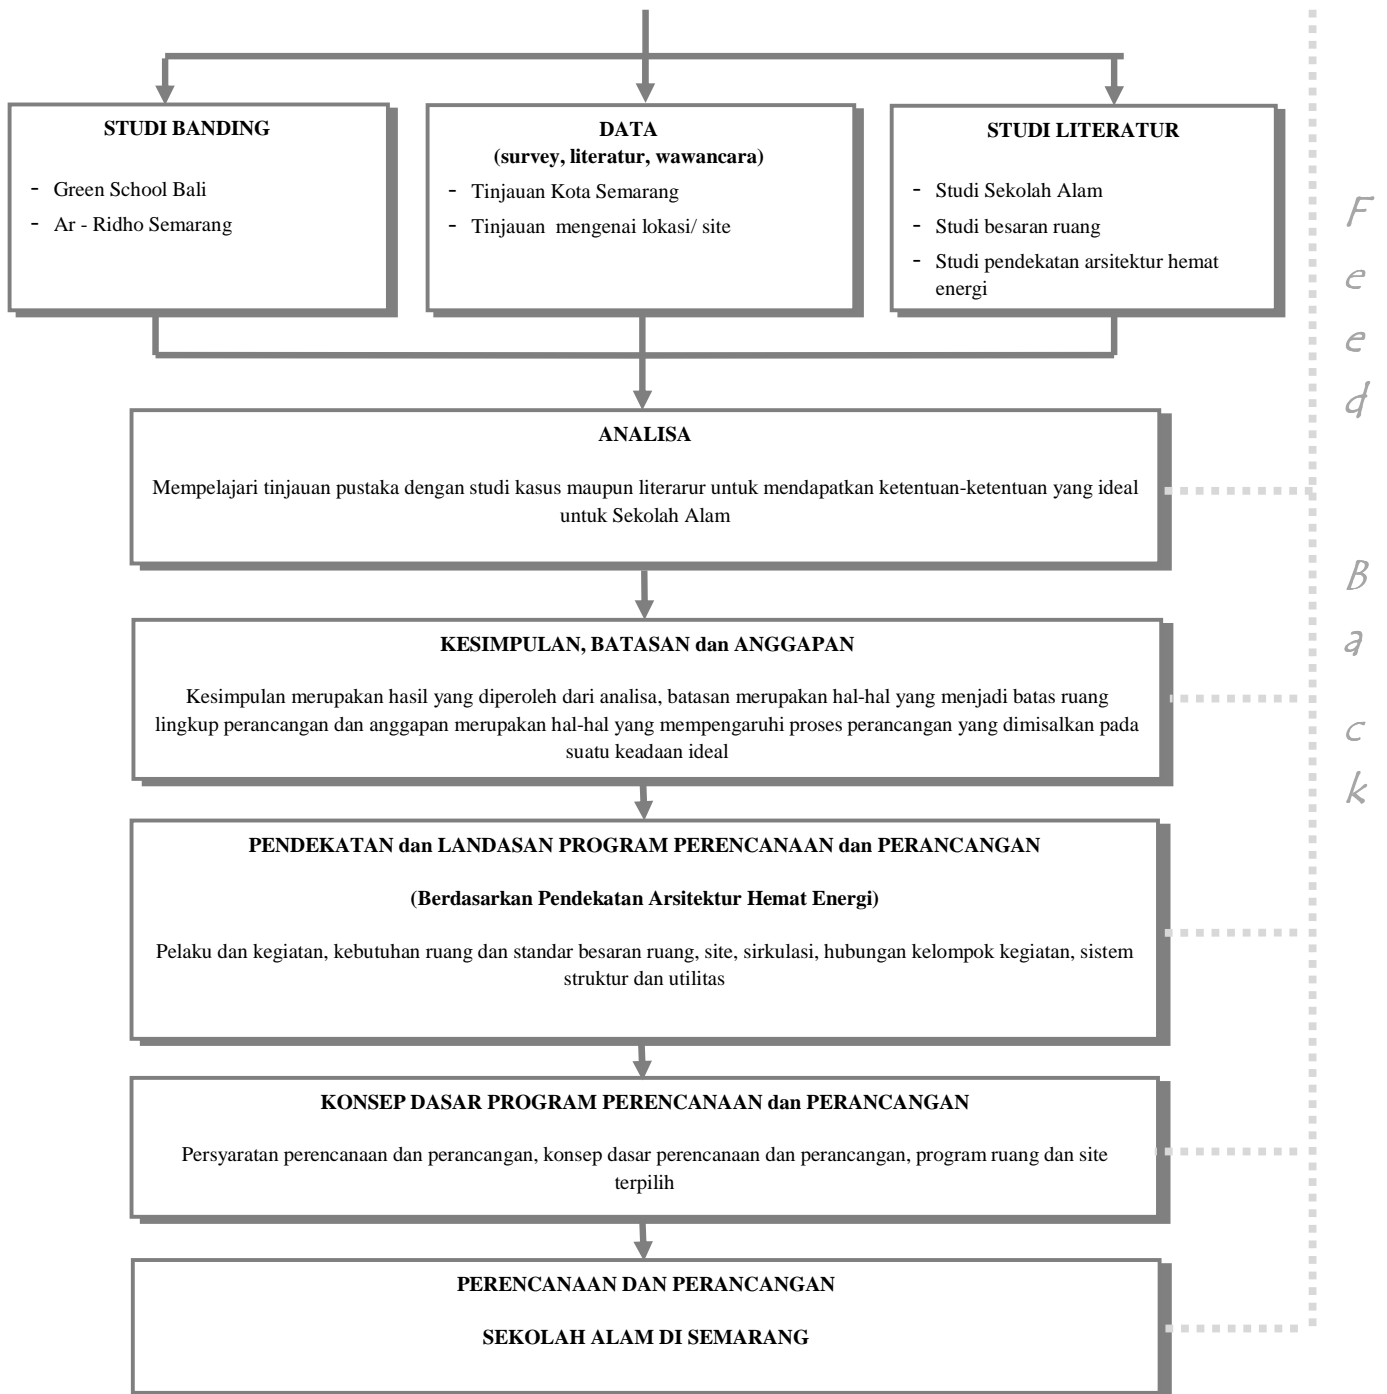 STUDI BANDING
- Green School Bali
- Ar - Ridho Semarang
DATA
(survey, literatur, wawancara)
- Tinjauan Kota Semarang
- Tinjauan mengenai lokasi/ site
STUDI LITERATUR
- Studi Sekolah Alam
- Studi besaran ruang
- Studi pendekatan arsitektur hemat
energi
ANALISA
Mempelajari tinjauan pustaka dengan studi kasus maupun literarur untuk mendapatkan ketentuan-ketentuan yang ideal
untuk Sekolah Alam
KESIMPULAN, BATASAN dan ANGGAPAN
Kesimpulan merupakan hasil yang diperoleh dari analisa, batasan merupakan hal-hal yang menjadi batas ruang
lingkup perancangan dan anggapan merupakan hal-hal yang mempengaruhi proses perancangan yang dimisalkan pada
suatu keadaan ideal
PENDEKATAN dan LANDASAN PROGRAM PERENCANAAN dan PERANCANGAN
(Berdasarkan Pendekatan Arsitektur Hemat Energi)
Pelaku dan kegiatan, kebutuhan ruang dan standar besaran ruang, site, sirkulasi, hubungan kelompok kegiatan, sistem
struktur dan utilitas
KONSEP DASAR PROGRAM PERENCANAAN dan PERANCANGAN
Persyaratan perencanaan dan perancangan, konsep dasar perencanaan dan perancangan, program ruang dan site
terpilih
PERENCANAAN DAN PERANCANGAN
SEKOLAH ALAM DI SEMARANG
F
e
e
d
B
a
c
k